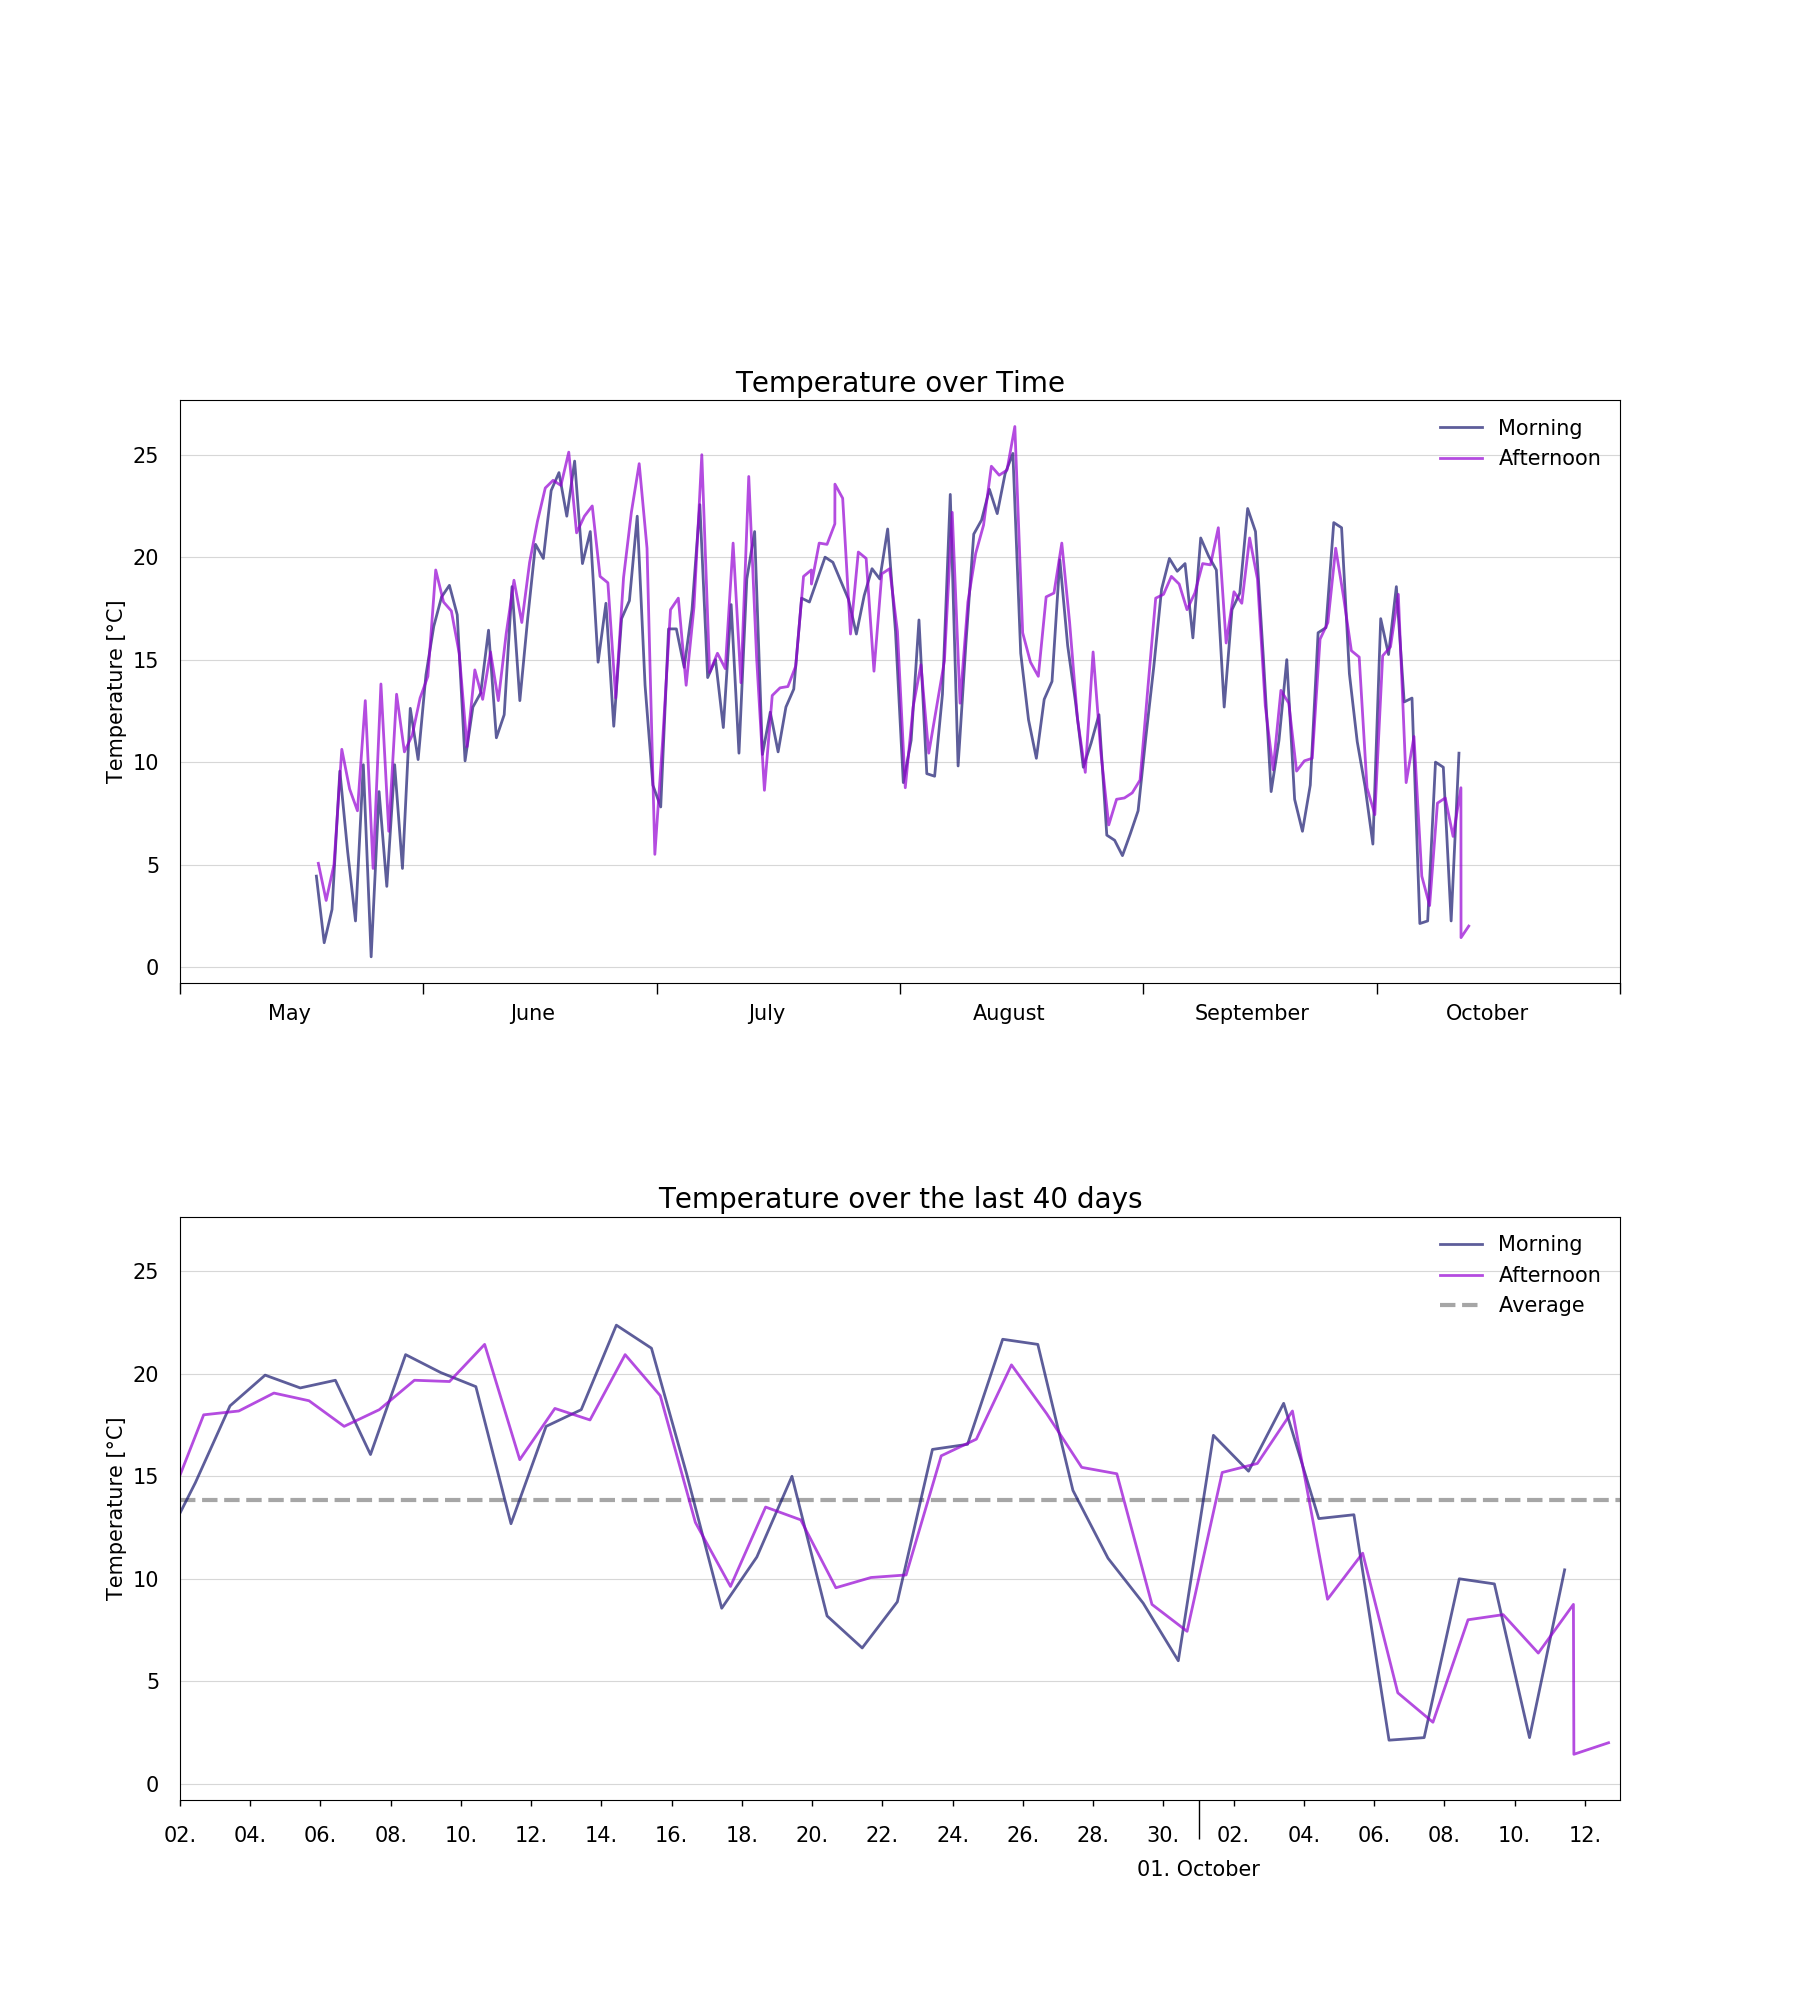 Temperature over Time
Morning
Afternoon
25
20
15
10
5
0
Temperature [°C]
May June July August September October
Temperature over the last 40 days
Morning
Afternoon
Average
25
20
15
10
5
0
Temperature [°C]
02. 04. 06. 08. 10. 12. 14. 16. 18. 20. 22. 24. 26. 28. 30. 02. 04. 06. 08. 10. 12.
01. October